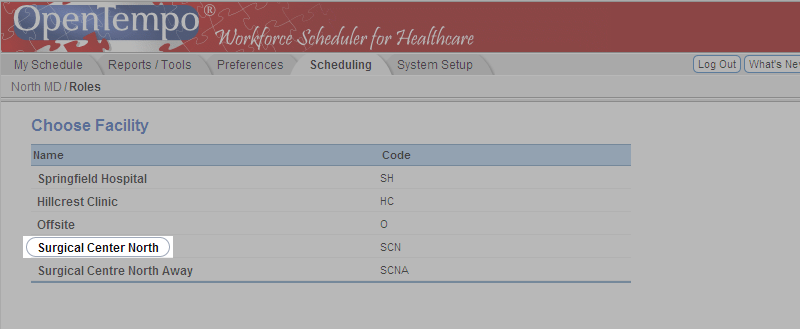 OpenTempo® Workforce Scheduler for Healthcare
My Schedule Reports / Tools Preferences Scheduling System Setup Log Out What's Nev
North MD / Roles
Choose Facility
Name Code
Springfield Hospital SH
Hillcrest Clinic HC
Offsite O
Surgical Center North SCN
Surgical Centre North Away SCNA